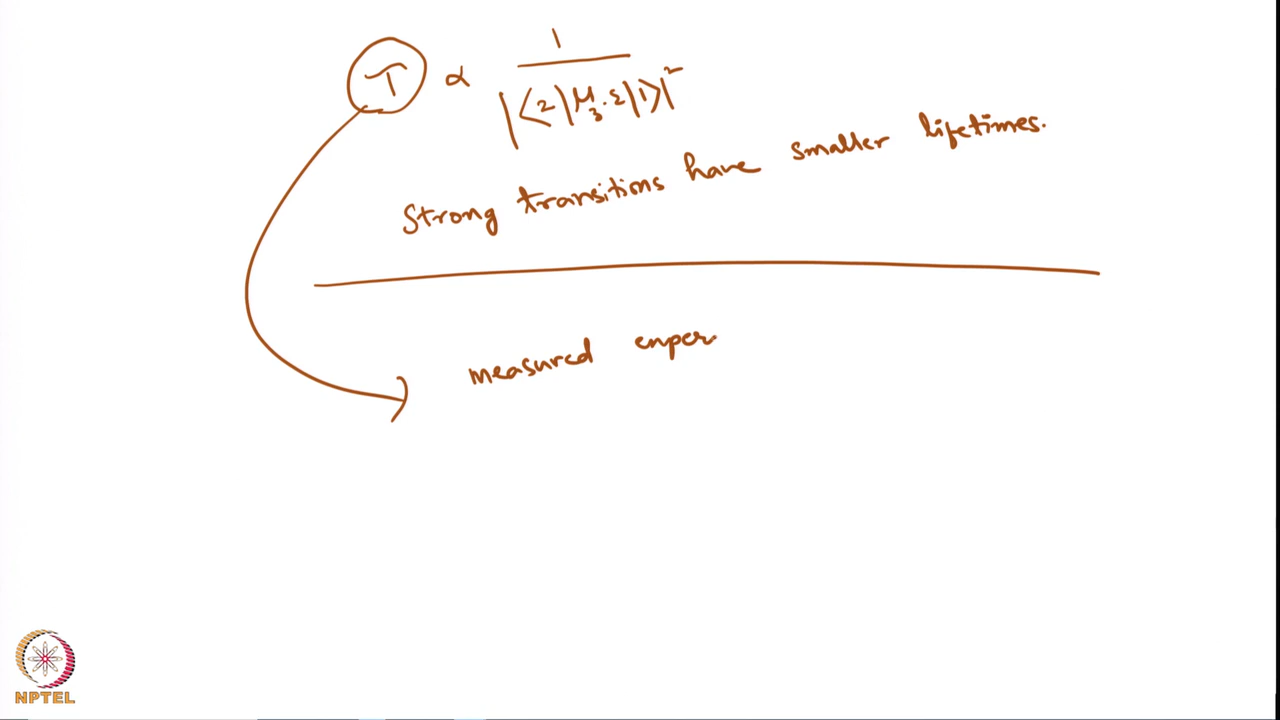 τ ∝ 1 / |⟨2|μ₃.ε|1⟩|²
Strong transitions have smaller lifetimes.
measured exper
NPTEL